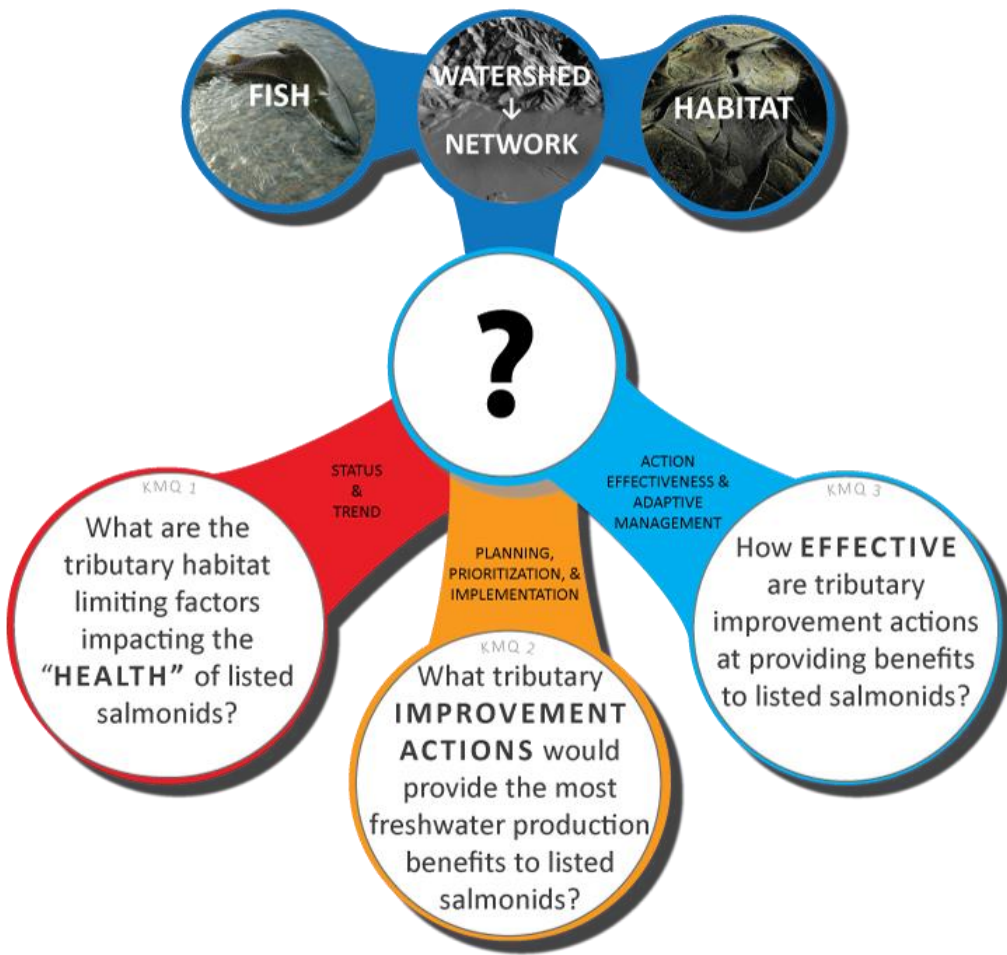 FISH
WATERSHED
↓
NETWORK
HABITAT
?
STATUS
&
TREND
ACTION
EFFECTIVENESS &
ADAPTIVE
MANAGEMENT
PLANNING,
PRIORITIZATION, &
IMPLEMENTATION
KMQ 1
What are the
tributary habitat
limiting factors
impacting the
“HEALTH” of listed
salmonids?
KMQ 2
What tributary
IMPROVEMENT
ACTIONS would
provide the most
freshwater production
benefits to listed
salmonids?
KMQ 3
How EFFECTIVE
are tributary
improvement actions
at providing benefits
to listed salmonids?